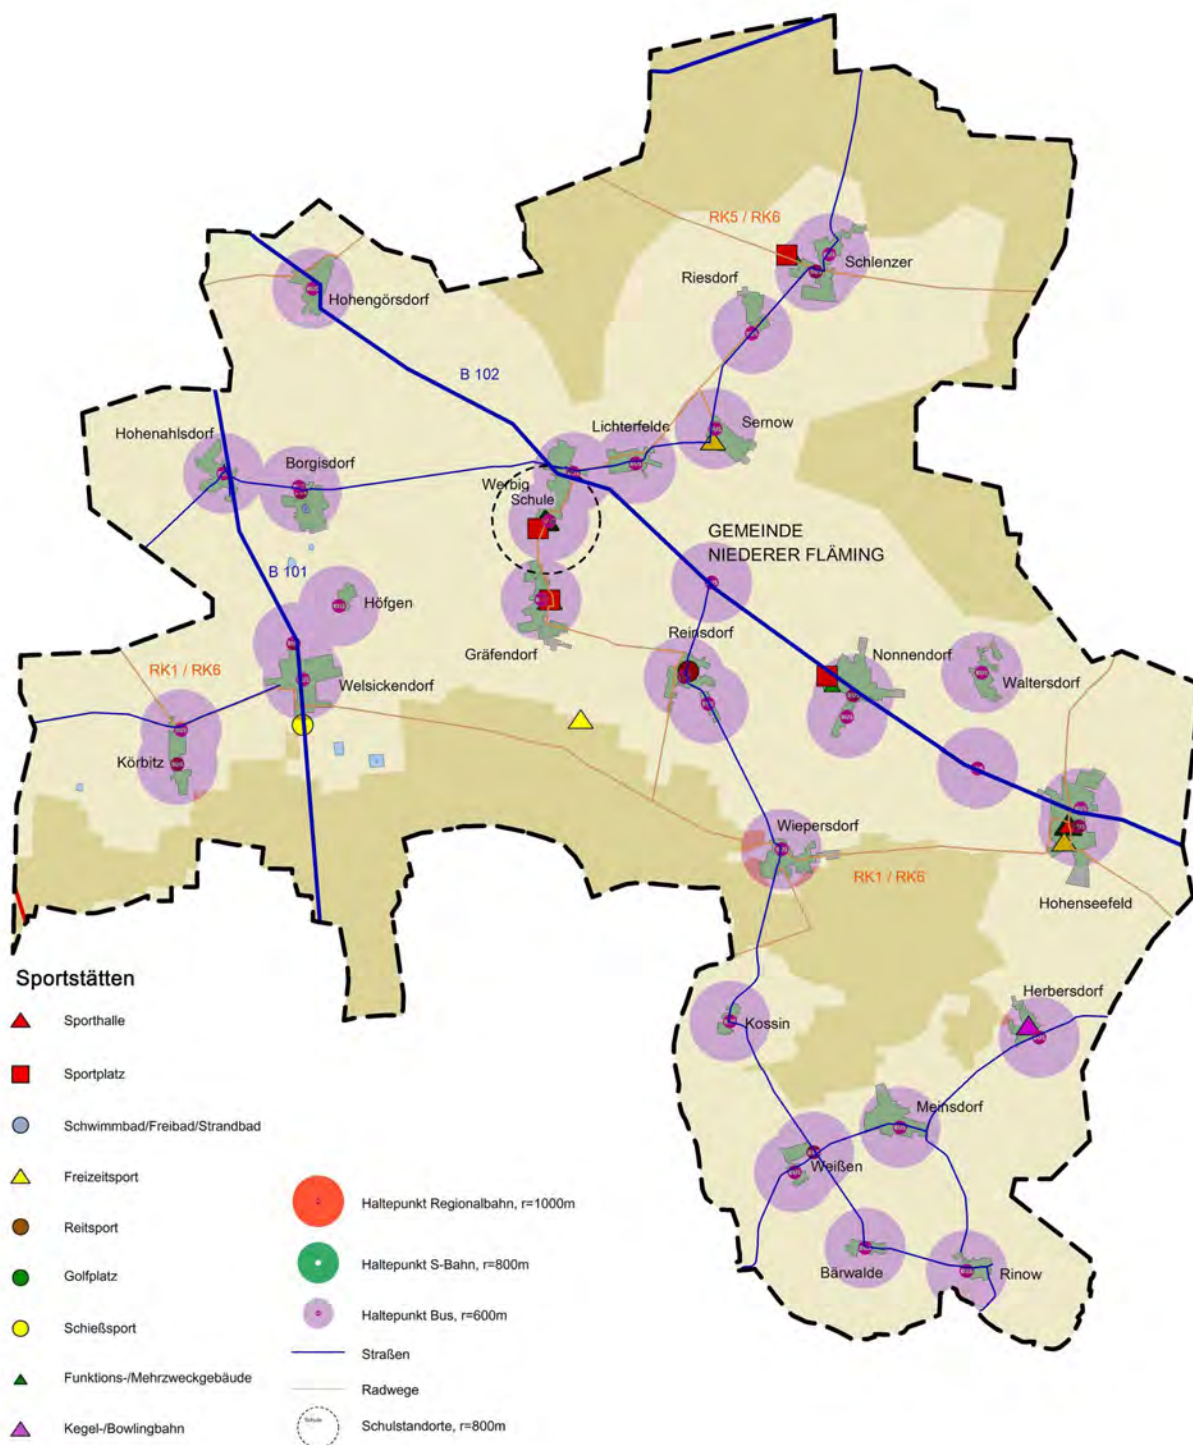 RK5 / RK6
Schlenzer
Riesdorf
Hohengörsdorf
B 102
Sernow
Lichterfelde
Hohenahlsdorf
Borgisdorf
Werbig
Schule
GEMEINDE
NIEDERER FLÄMING
B 101
Höfgen
Reinsdorf
Nonnendorf
Gräfendorf
RK1 / RK6
Waltersdorf
Welsickendorf
Körbitz
Wiepersdorf
RK1 / RK6
Hohenseefeld
Sportstätten
Herbersdorf
Kossin
Meinsdorf
Weißen
Bärwalde
Rinow
Sporthalle
Sportplatz
Schwimmbad/Freibad/Strandbad
Freizeitsport
Reitsport
Golfplatz
Schießsport
Funktions-/Mehrzweckgebäude
Kegel-/Bowlingbahn
Haltepunkt Regionalbahn, r=1000m
Haltepunkt S-Bahn, r=800m
Haltepunkt Bus, r=600m
Straßen
Radwege
Schule
Schulstandorte, r=800m